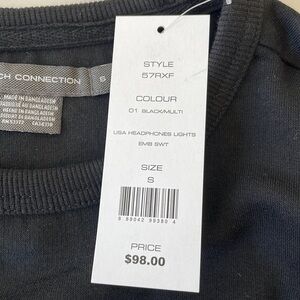 CH CONNECTION S
MADE IN BANGLADESH
STYLE
57RXF
COLOUR
01 BLACK/MULTI
USA HEADPHONES LIGHTS
EMB SWT
SIZE
S
PRICE
$98.00